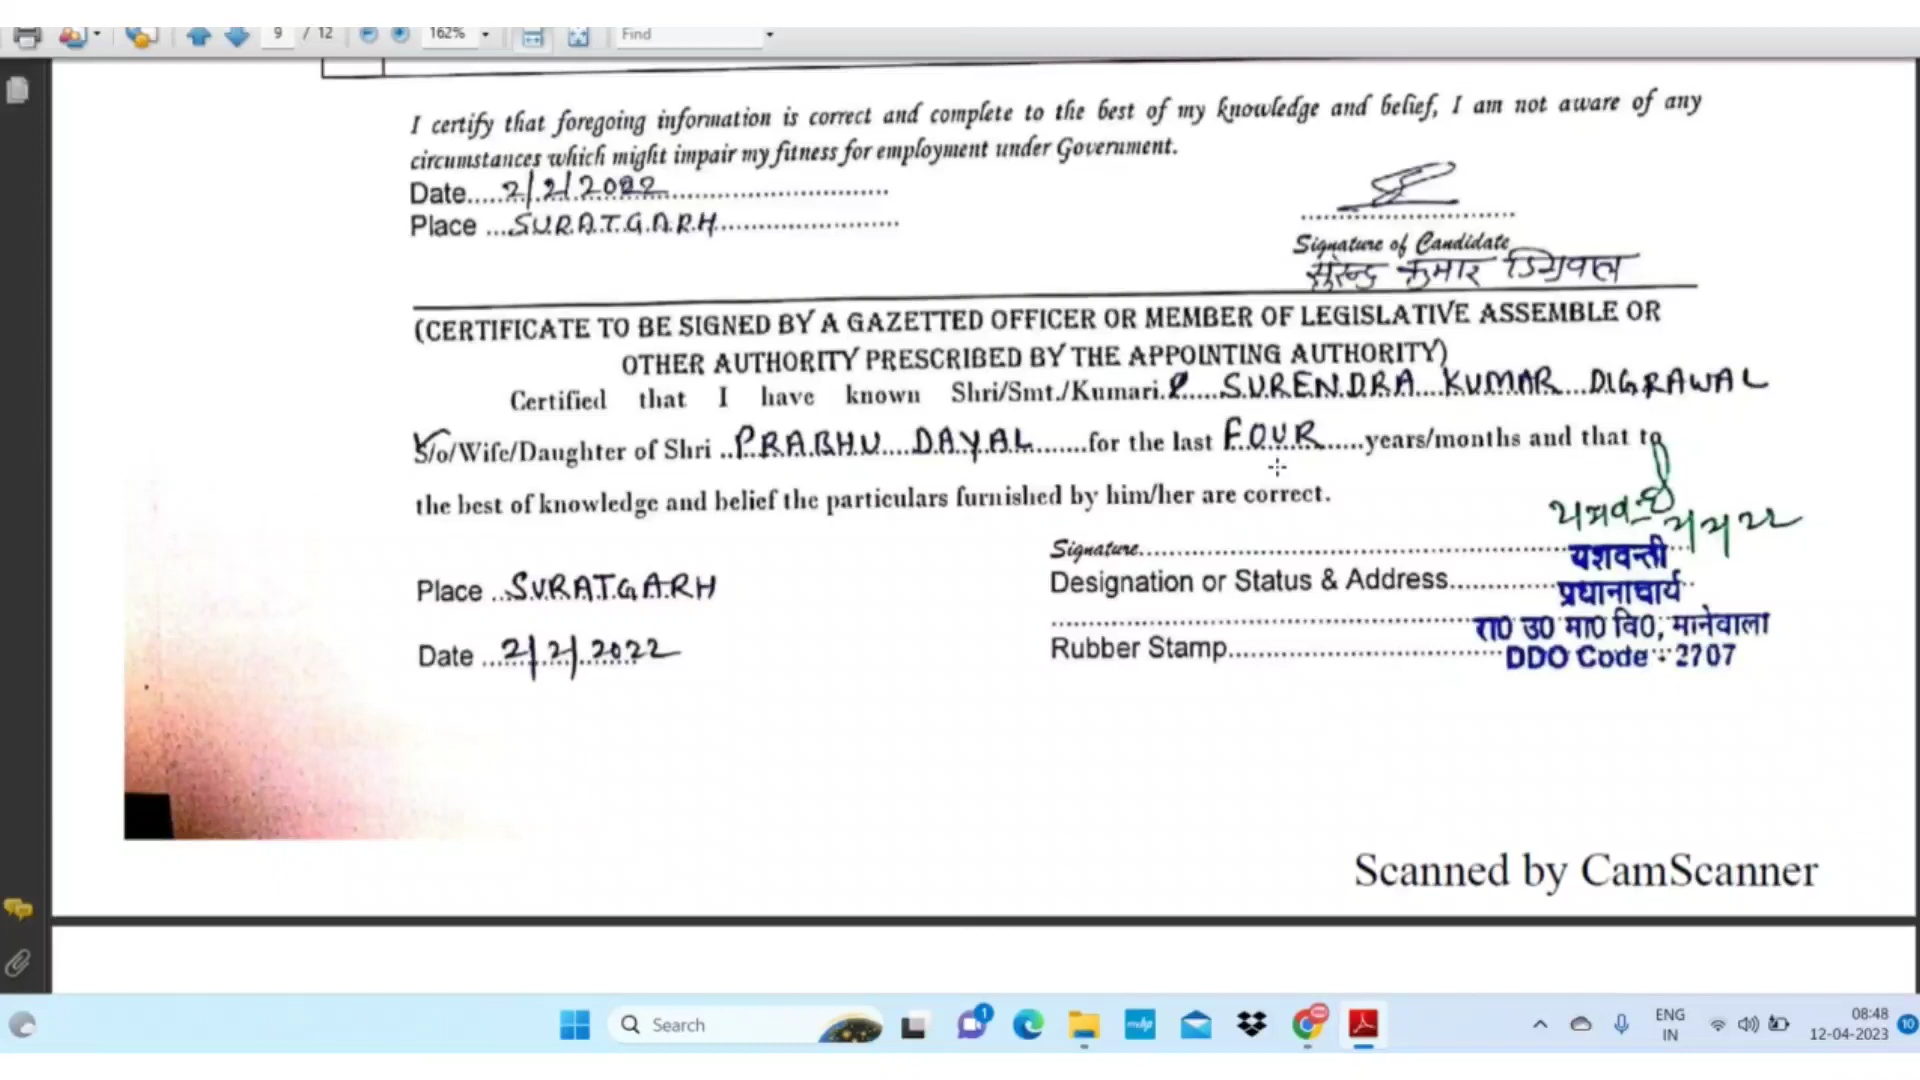 9 / 12 162% Find
I certify that foregoing information is correct and complete to the best of my knowledge and belief, I am not aware of any
circumstances which might impair my fitness for employment under Government.
Date.....2/2/2022
Place ...SURATGARH
Signature of Candidate
सुरेन्द्र कुमार डिग्रवाल
(CERTIFICATE TO BE SIGNED BY A GAZETTED OFFICER OR MEMBER OF LEGISLATIVE ASSEMBLE OR
OTHER AUTHORITY PRESCRIBED BY THE APPOINTING AUTHORITY)
Certified that I have known Shri/Smt./Kumari. SURENDRA KUMAR DIGRAWAL
S/o/Wife/Daughter of Shri ..PRABHU DAYAL........for the last FOUR......years/months and that to
the best of knowledge and belief the particulars furnished by him/her are correct.
Signature
यशवन्ती
Designation or Status & Address
प्रधानाचार्य
Place ..SURATGARH
रा0 उ0 मा0 वि0, मानेवाला
Rubber Stamp
DDO Code - 2707
Date ...2/2/2022
Scanned by CamScanner
Search
1
ENG
IN
08:48
12-04-2023
10